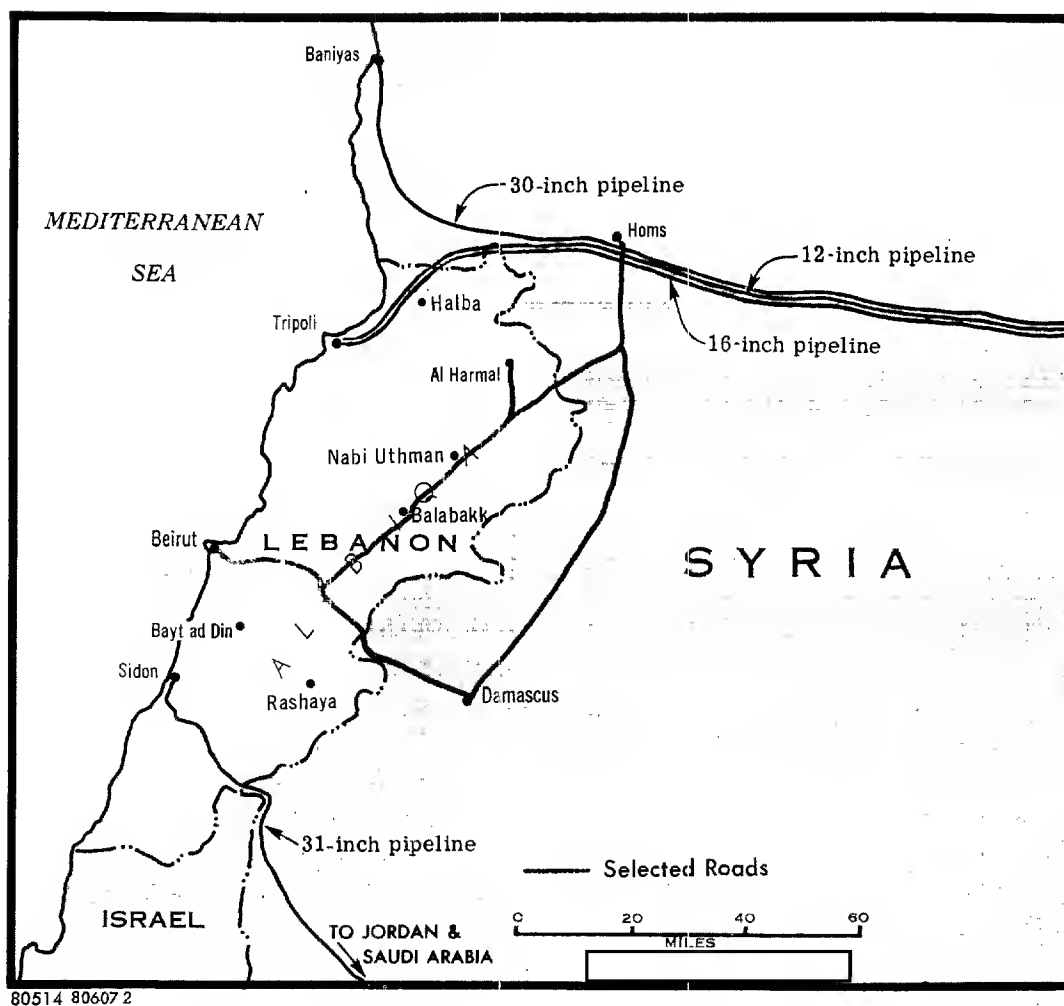 Baniyas
30-inch pipeline
MEDITERRANEAN
SEA
Homs
12-inch pipeline
Halba
Tripoli
16-inch pipeline
Al Harmal
Nabi Uthman
Balabakk
AL BIQA
Beirut
LEBANON
SYRIA
Bayt ad Din
Sidon
Rashaya
Damascus
31-inch pipeline
Selected Roads
ISRAEL
0 20 40 60
MILES
TO JORDAN &
SAUDI ARABIA
80514 80607 2